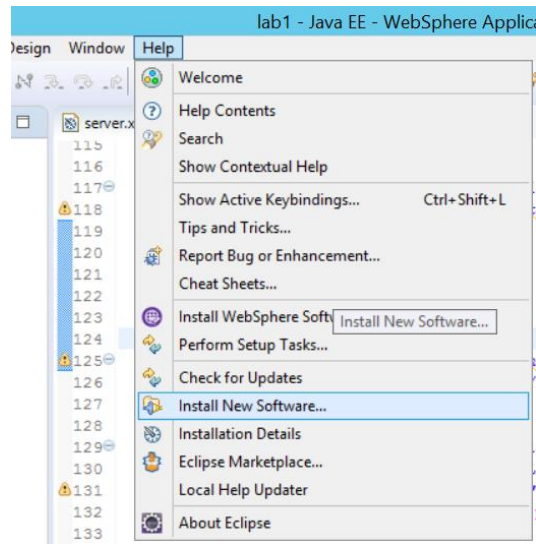 lab1 - Java EE - WebSphere Applic
Design Window Help
server.x
Welcome
Help Contents
Search
Show Contextual Help
Show Active Keybindings... Ctrl+Shift+L
Tips and Tricks...
Report Bug or Enhancement...
Cheat Sheets...
Install WebSphere Softw
Install New Software...
Perform Setup Tasks...
Check for Updates
Install New Software...
Installation Details
Eclipse Marketplace...
Local Help Updater
About Eclipse
115
116
117
118
119
120
121
122
123
124
125
126
127
128
129
130
131
132
133